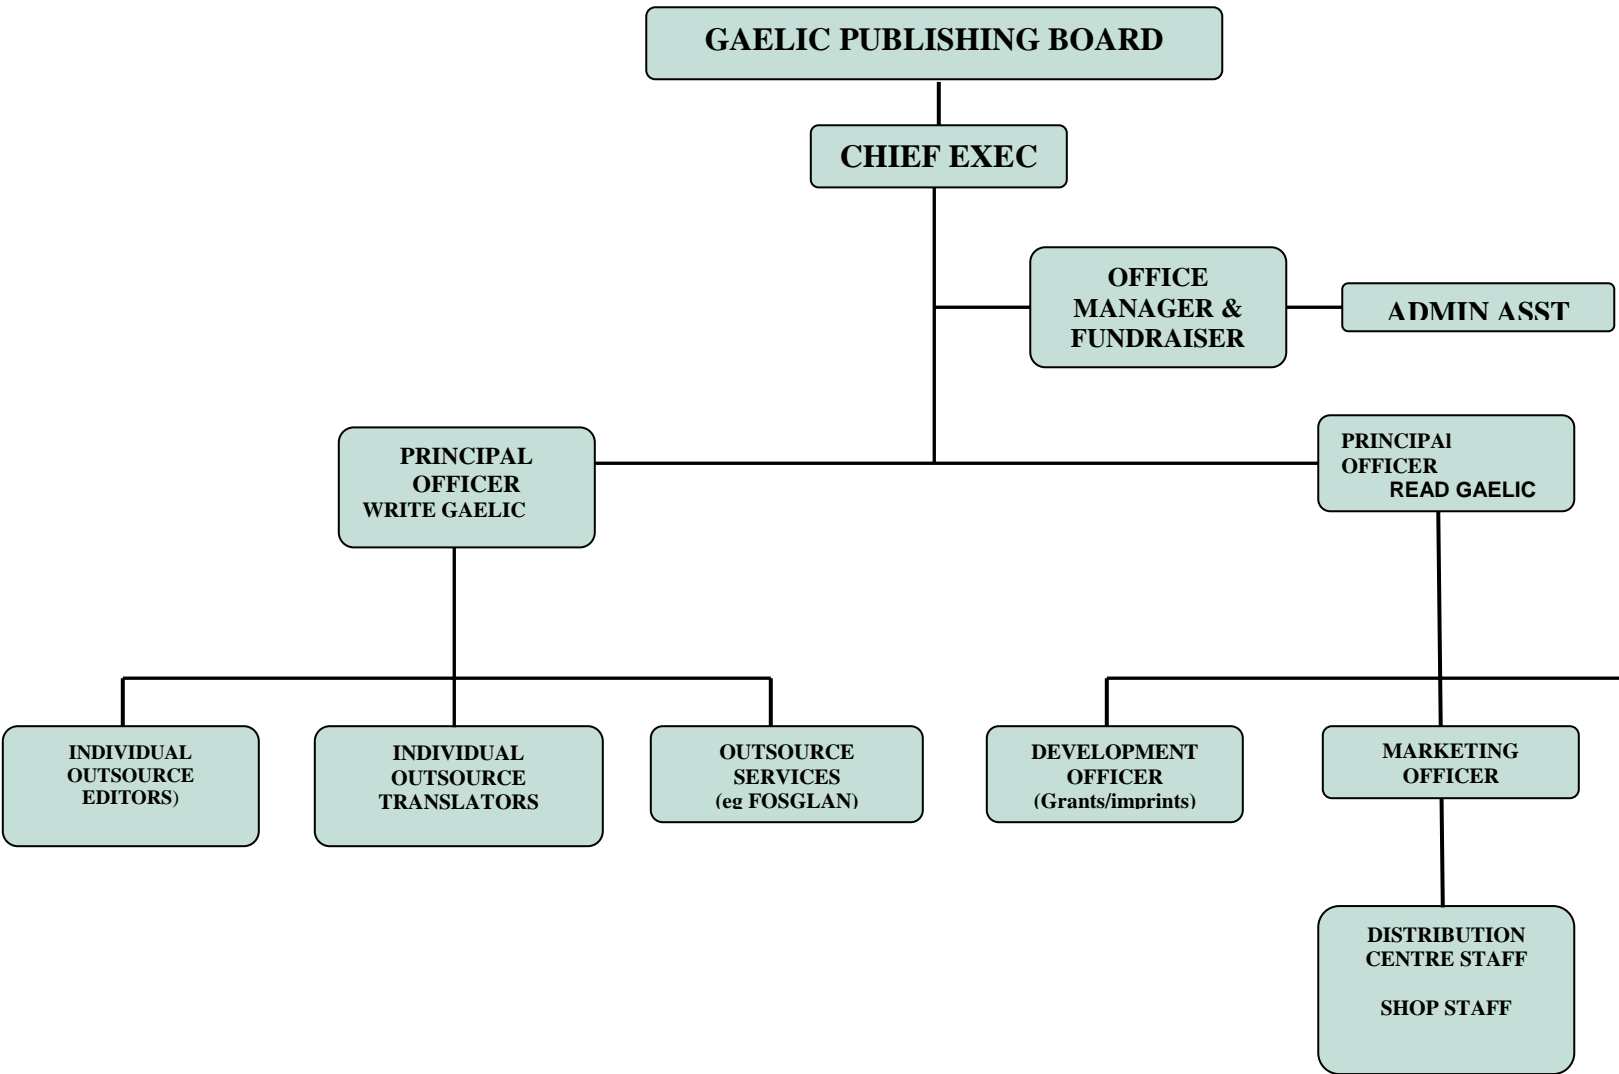 GAELIC PUBLISHING BOARD
CHIEF EXEC
OFFICE
MANAGER &
FUNDRAISER
ADMIN ASST
PRINCIPAL
OFFICER
WRITE GAELIC
PRINCIPAl
OFFICER
READ GAELIC
INDIVIDUAL
OUTSOURCE
EDITORS)
INDIVIDUAL
OUTSOURCE
TRANSLATORS
OUTSOURCE
SERVICES
(eg FOSGLAN)
DEVELOPMENT
OFFICER
(Grants/imprints)
MARKETING
OFFICER
DISTRIBUTION
CENTRE STAFF
SHOP STAFF